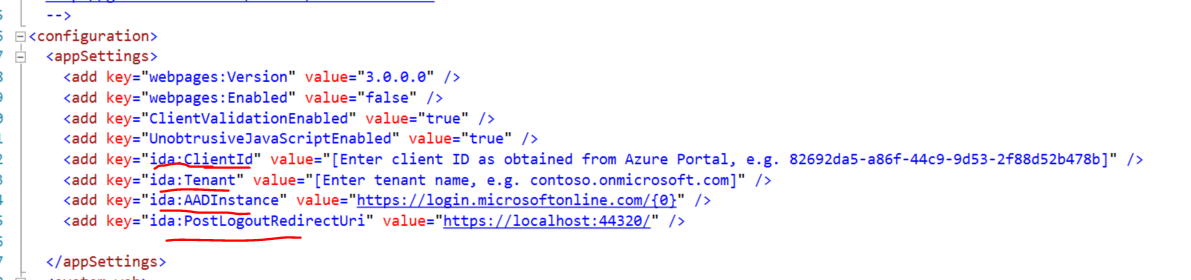 -->
<configuration>
<appSettings>
<add key="webpages:Version" value="3.0.0.0" />
<add key="webpages:Enabled" value="false" />
<add key="ClientValidationEnabled" value="true" />
<add key="UnobtrusiveJavaScriptEnabled" value="true" />
<add key="ida:ClientId" value="[Enter client ID as obtained from Azure Portal, e.g. 82692da5-a86f-44c9-9d53-2f88d52b478b]" />
<add key="ida:Tenant" value="[Enter tenant name, e.g. contoso.onmicrosoft.com]" />
<add key="ida:AADInstance" value="https://login.microsoftonline.com/{0}" />
<add key="ida:PostLogoutRedirectUri" value="https://localhost:44320/" />
</appSettings>